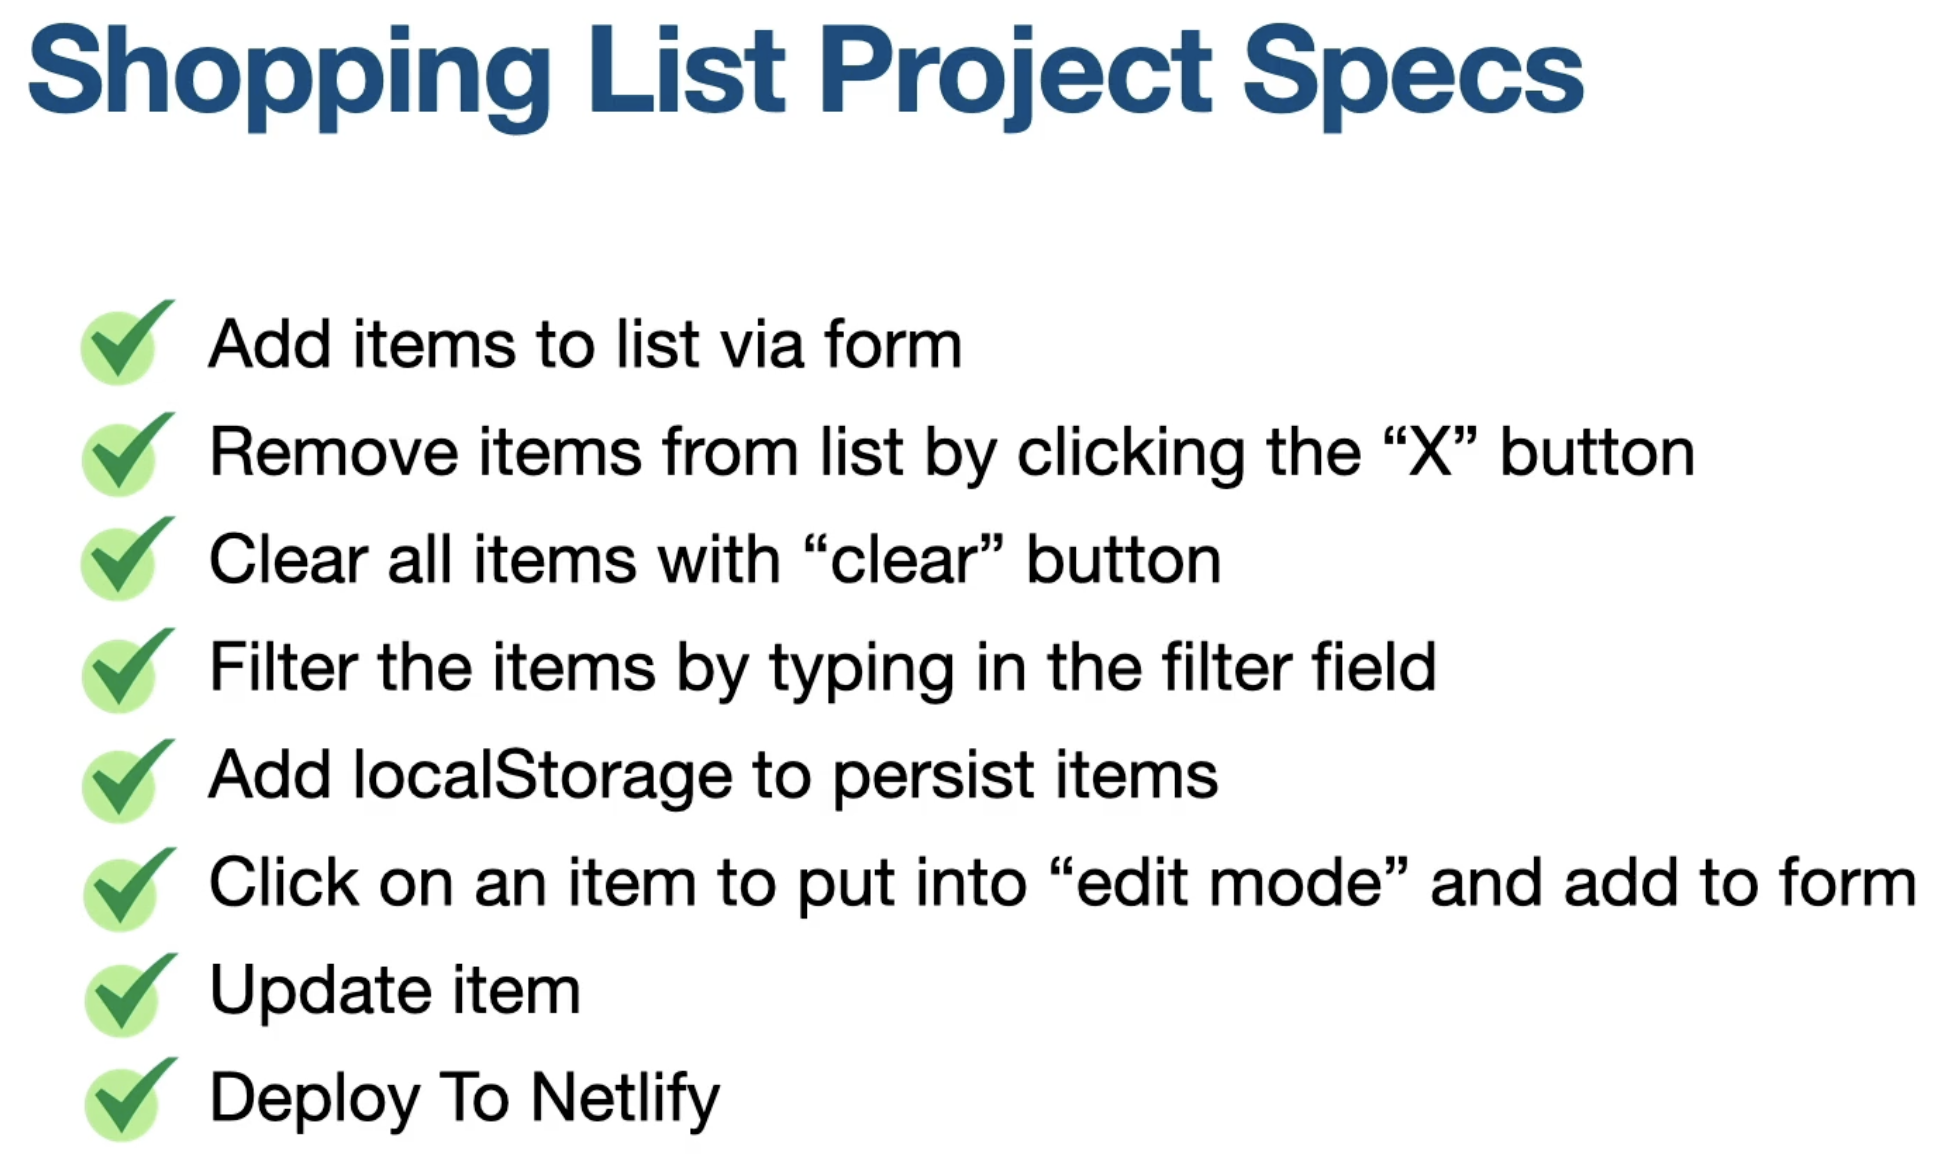 Shopping List Project Specs
Add items to list via form
Remove items from list by clicking the “X” button
Clear all items with “clear” button
Filter the items by typing in the filter field
Add localStorage to persist items
Click on an item to put into “edit mode” and add to form
Update item
Deploy To Netlify